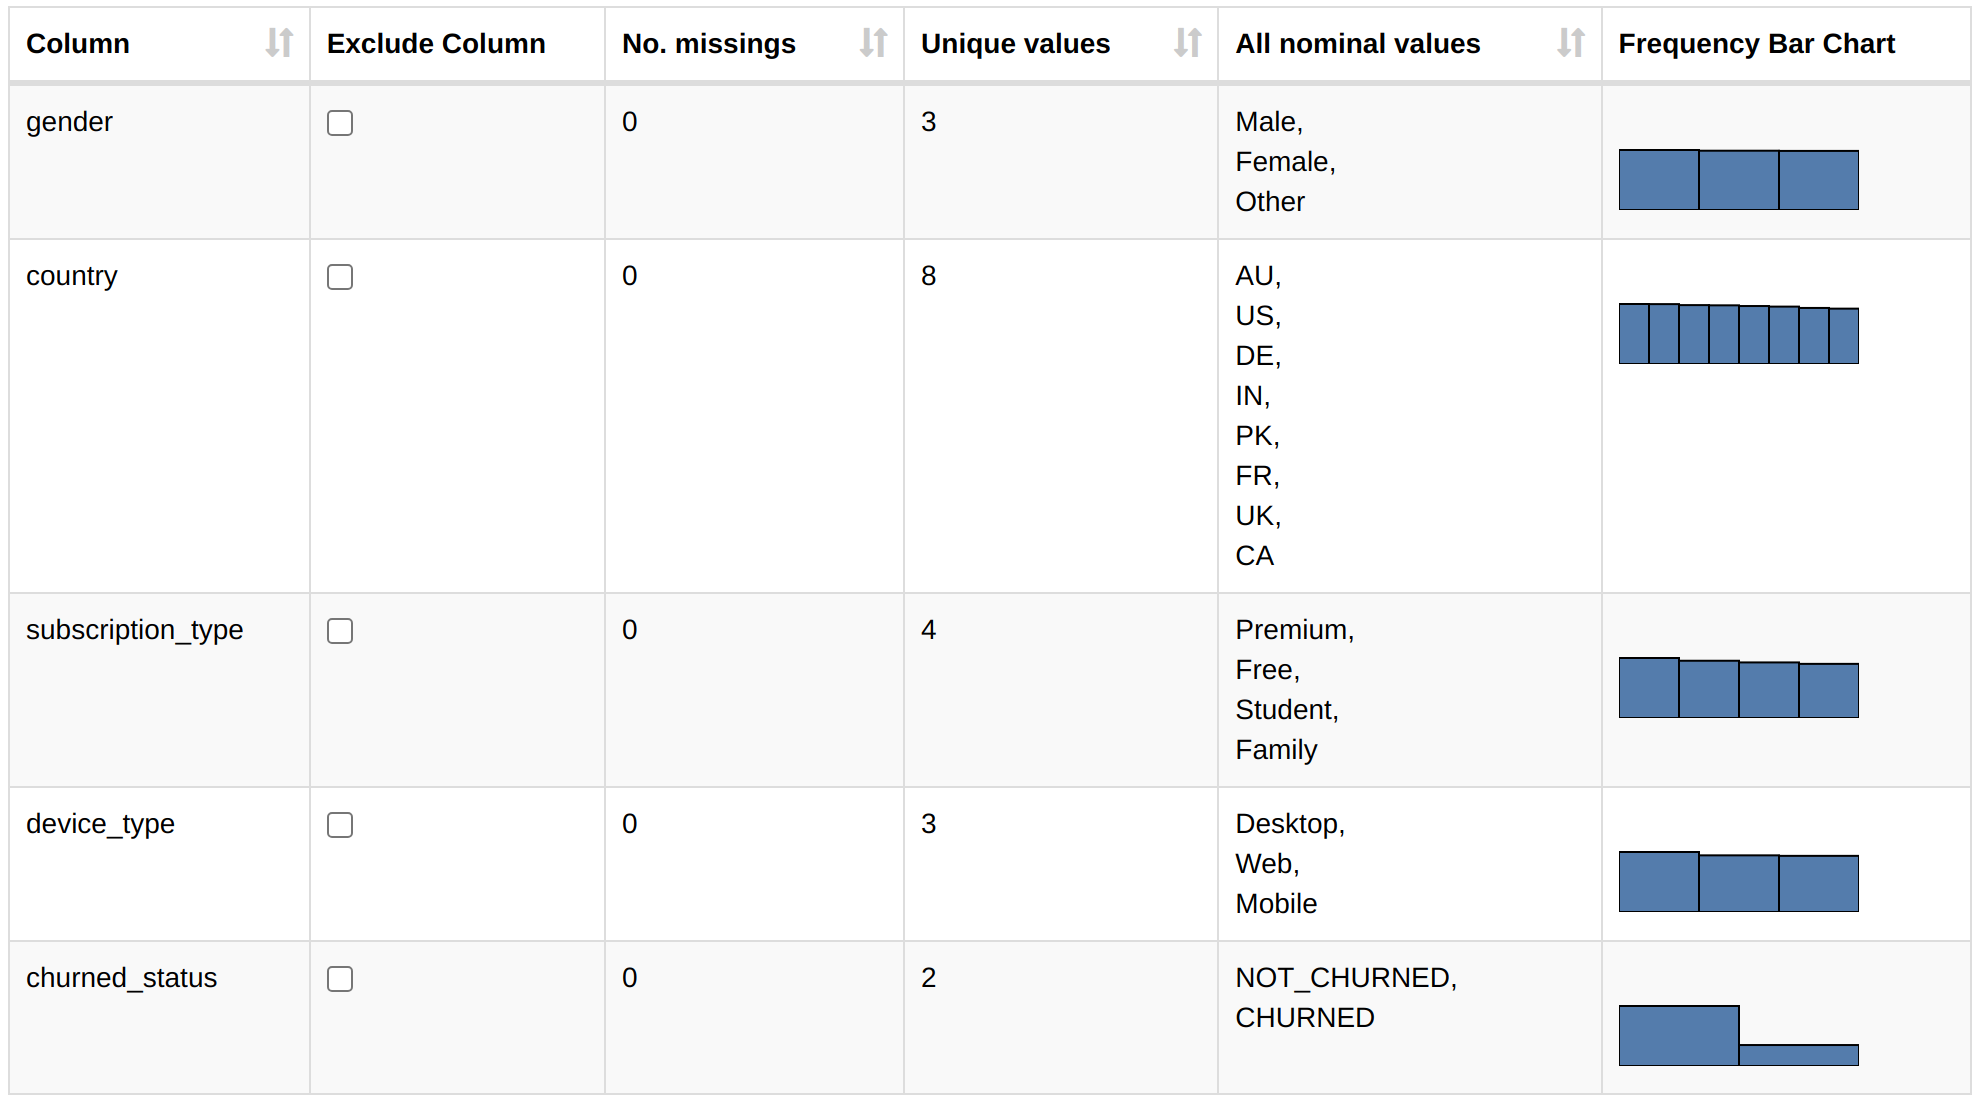 Column Exclude Column No. missings Unique values All nominal values Frequency Bar Chart
gender 0 3 Male,
Female,
Other
country 0 8 AU,
US,
DE,
IN,
PK,
FR,
UK,
CA
subscription_type 0 4 Premium,
Free,
Student,
Family
device_type 0 3 Desktop,
Web,
Mobile
churned_status 0 2 NOT_CHURNED,
CHURNED